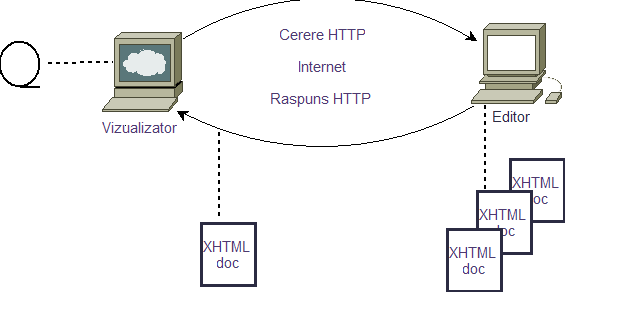 Cerere HTTP
Internet
Raspuns HTTP
Vizualizator
Editor
XHTML
doc
XHTML
doc
XHTML
doc
XHTML
doc